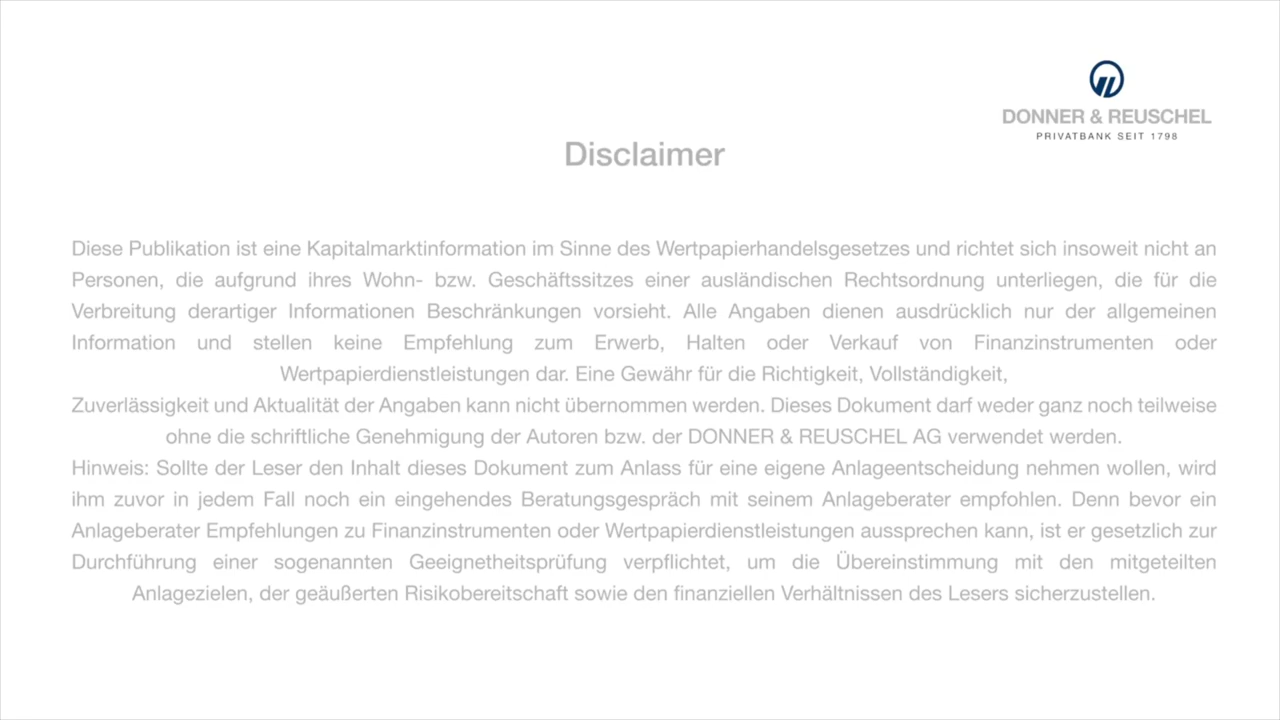 DONNER & REUSCHEL
PRIVATBANK SEIT 1798
Disclaimer
Diese Publikation ist eine Kapitalmarktinformation im Sinne des Wertpapierhandelsgesetzes und richtet sich insoweit nicht an
Personen, die aufgrund ihres Wohn- bzw. Geschäftssitzes einer ausländischen Rechtsordnung unterliegen, die für die
Verbreitung derartiger Informationen Beschränkungen vorsieht. Alle Angaben dienen ausdrücklich nur der allgemeinen
Information und stellen keine Empfehlung zum Erwerb, Halten oder Verkauf von Finanzinstrumenten oder
Wertpapierdienstleistungen dar. Eine Gewähr für die Richtigkeit, Vollständigkeit,
Zuverlässigkeit und Aktualität der Angaben kann nicht übernommen werden. Dieses Dokument darf weder ganz noch teilweise
ohne die schriftliche Genehmigung der Autoren bzw. der DONNER & REUSCHEL AG verwendet werden.
Hinweis: Sollte der Leser den Inhalt dieses Dokument zum Anlass für eine eigene Anlageentscheidung nehmen wollen, wird
ihm zuvor in jedem Fall noch ein eingehendes Beratungsgespräch mit seinem Anlageberater empfohlen. Denn bevor ein
Anlageberater Empfehlungen zu Finanzinstrumenten oder Wertpapierdienstleistungen aussprechen kann, ist er gesetzlich zur
Durchführung einer sogenannten Geeignetheitsprüfung verpflichtet, um die Übereinstimmung mit den mitgeteilten
Anlagezielen, der geäußerten Risikobereitschaft sowie den finanziellen Verhältnissen des Lesers sicherzustellen.